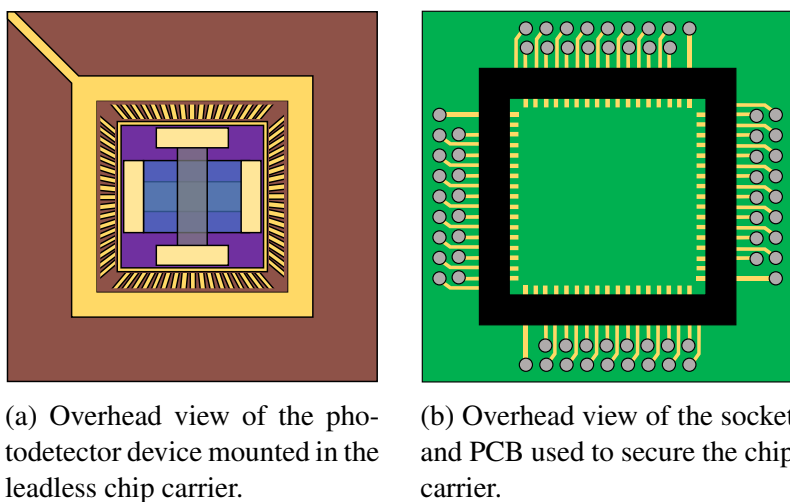 (a) Overhead view of the pho-
todetector device mounted in the
leadless chip carrier.
(b) Overhead view of the socket
and PCB used to secure the chip
carrier.